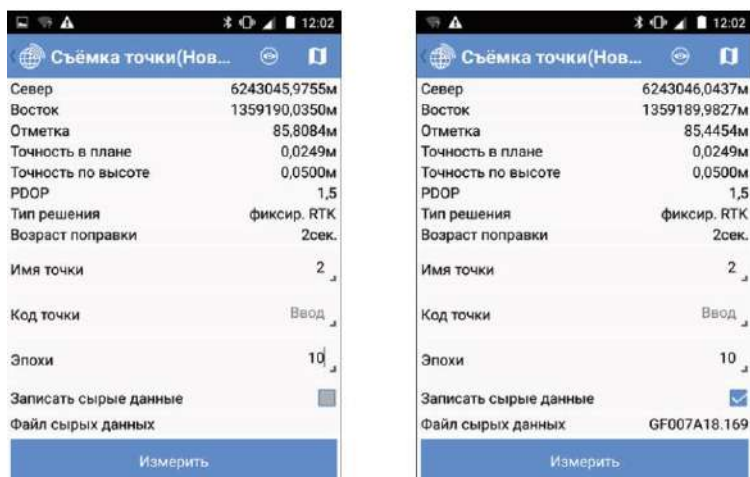 12:02
Съёмка точки(Нов...
Север 6243045,9755м
Восток 1359190,0350м
Отметка 85,8084м
Точность в плане 0,0249м
Точность по высоте 0,0500м
PDOP 1,5
Тип решения фиксир. RTK
Возраст поправки 2сек.
Имя точки 2
Код точки Ввод
Эпохи 10
Записать сырые данные
Файл сырых данных
Измерить
12:02
Съёмка точки(Нов...
Север 6243046,0437м
Восток 1359189,9827м
Отметка 85,4454м
Точность в плане 0,0249м
Точность по высоте 0,0500м
PDOP 1,5
Тип решения фиксир. RTK
Возраст поправки 2сек.
Имя точки 2
Код точки Ввод
Эпохи 10
Записать сырые данные
Файл сырых данных GF007A18.169
Измерить